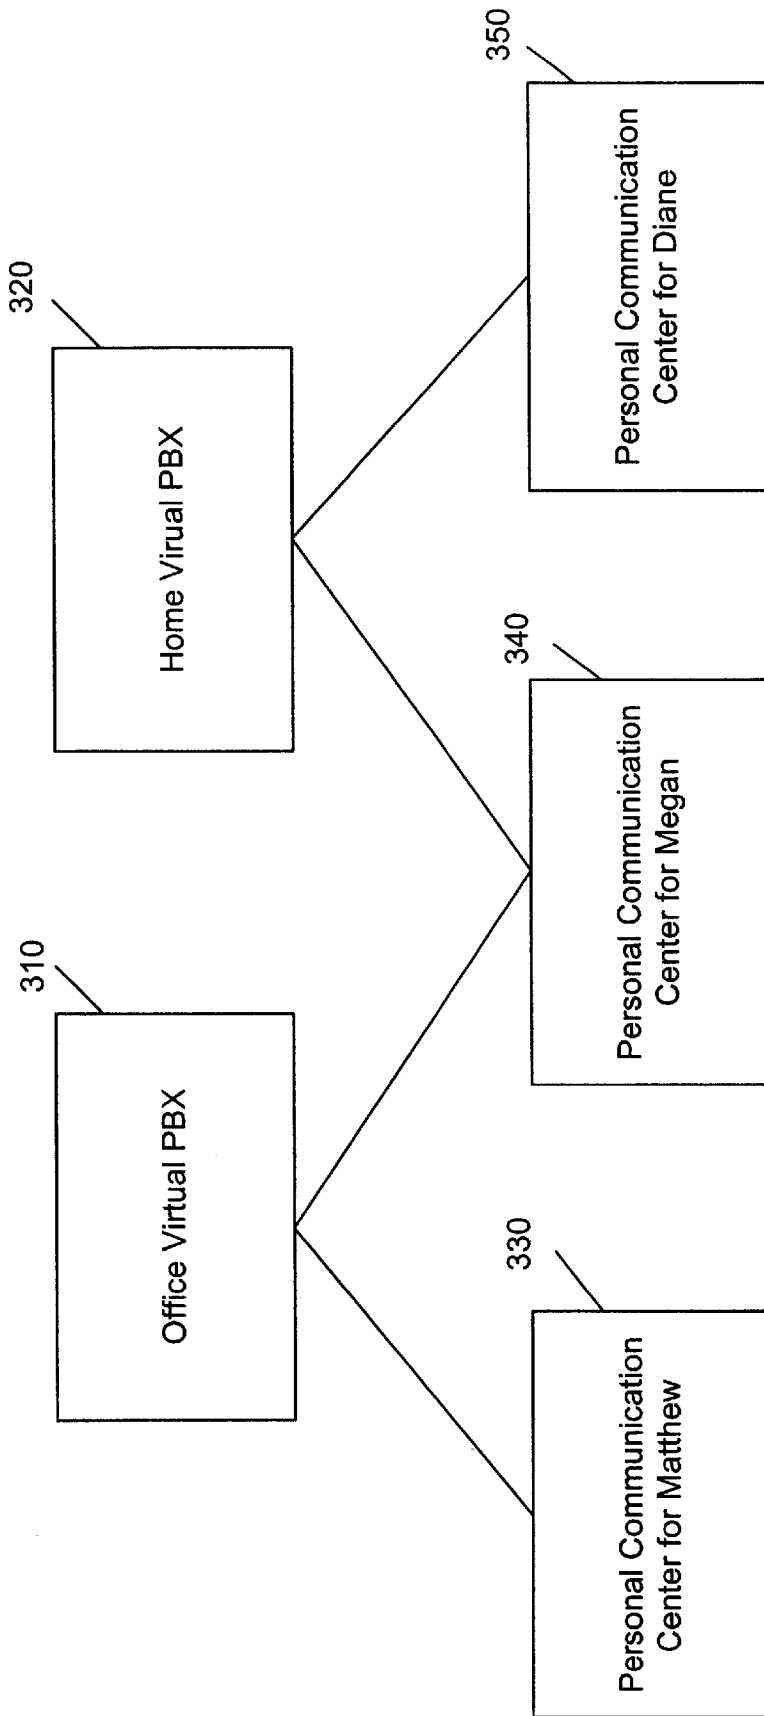 310
Office Virtual PBX
320
Home Virual PBX
330
Personal Communication
Center for Matthew
340
Personal Communication
Center for Megan
350
Personal Communication
Center for Diane